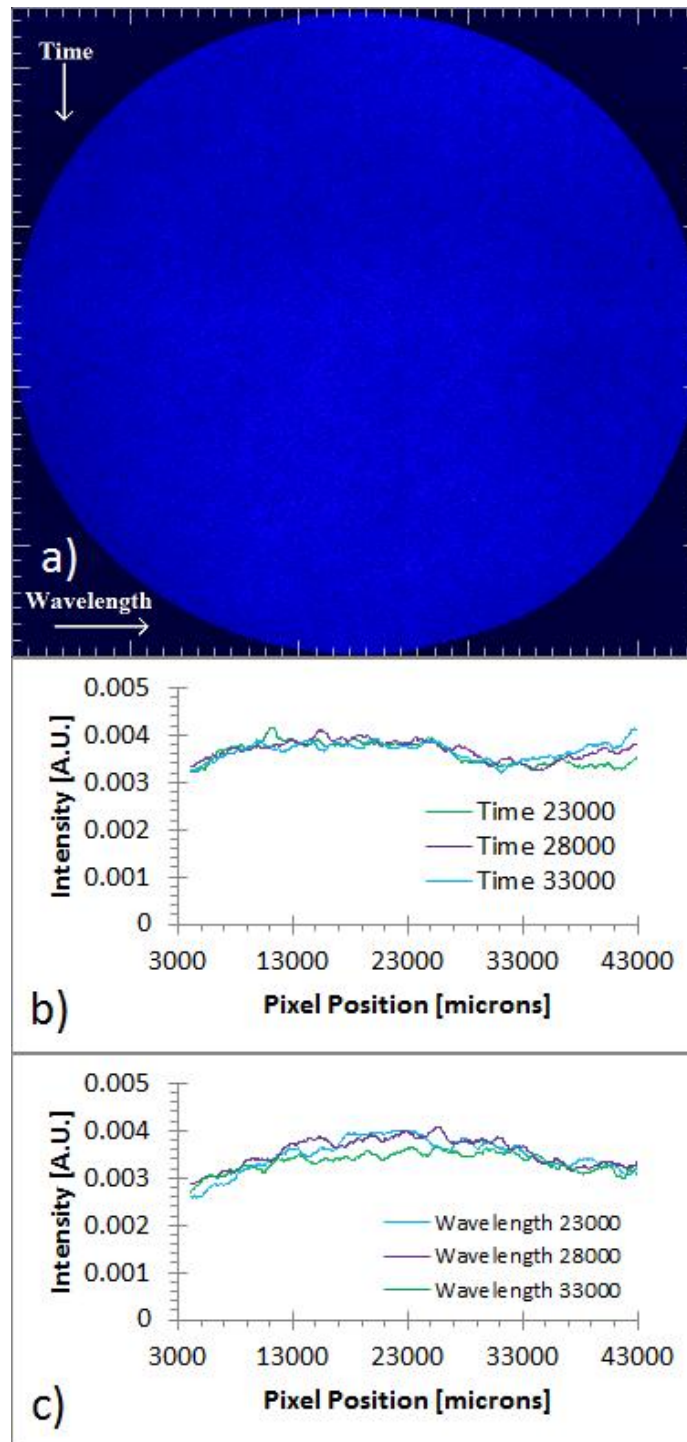 Time
a)
Wavelength
0.005
0.004
0.003
0.002
0.001
0
Intensity [A.U.]
Time 23000
Time 28000
Time 33000
3000 13000 23000 33000 43000
Pixel Position [microns]
b)
0.005
0.004
0.003
0.002
0.001
0
Intensity [A.U.]
Wavelength 23000
Wavelength 28000
Wavelength 33000
3000 13000 23000 33000 43000
Pixel Position [microns]
c)